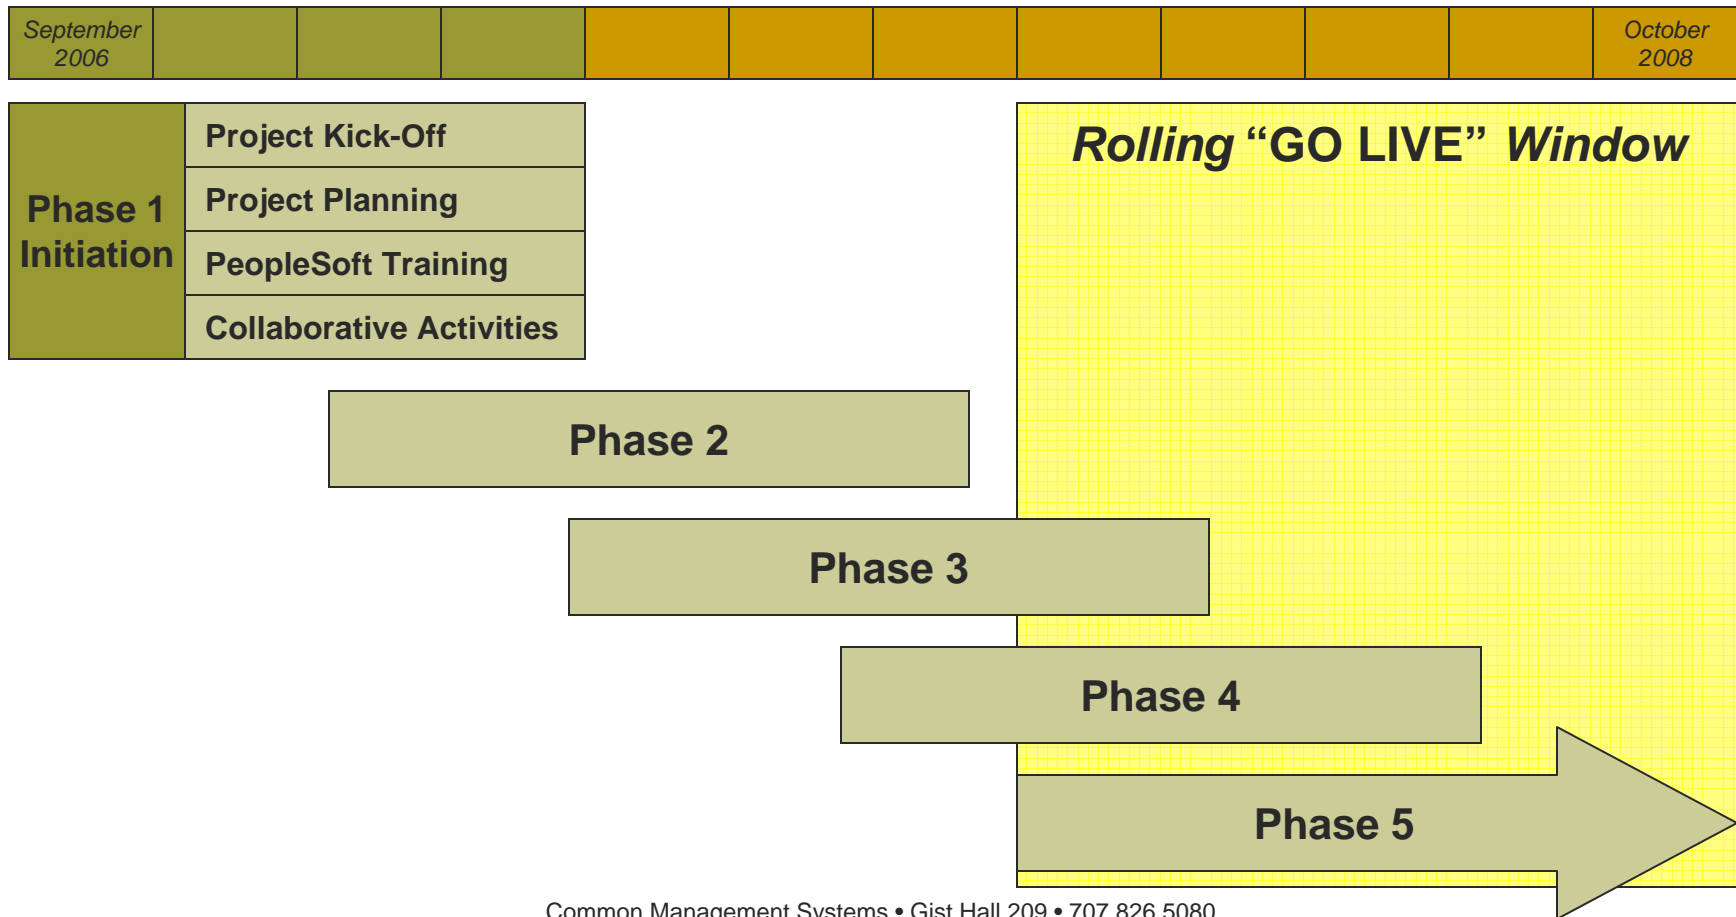 September
2006
October
2008
Phase 1
Initiation
Project Kick-Off
Project Planning
PeopleSoft Training
Collaborative Activities
Rolling “GO LIVE” Window
Phase 2
Phase 3
Phase 4
Phase 5
Common Management Systems • Gist Hall 209 • 707.826.5080